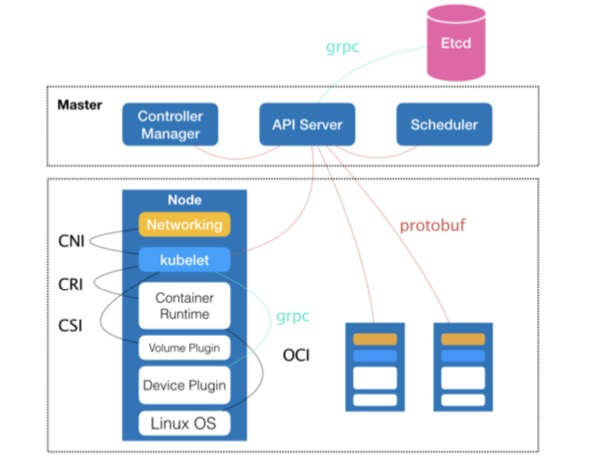 grpc
Etcd
Master
Controller
Manager
API Server
Scheduler
Node
Networking
protobuf
CNI
kubelet
CRI
Container
Runtime
CSI
grpc
Volume Plugin
OCI
Device Plugin
Linux OS